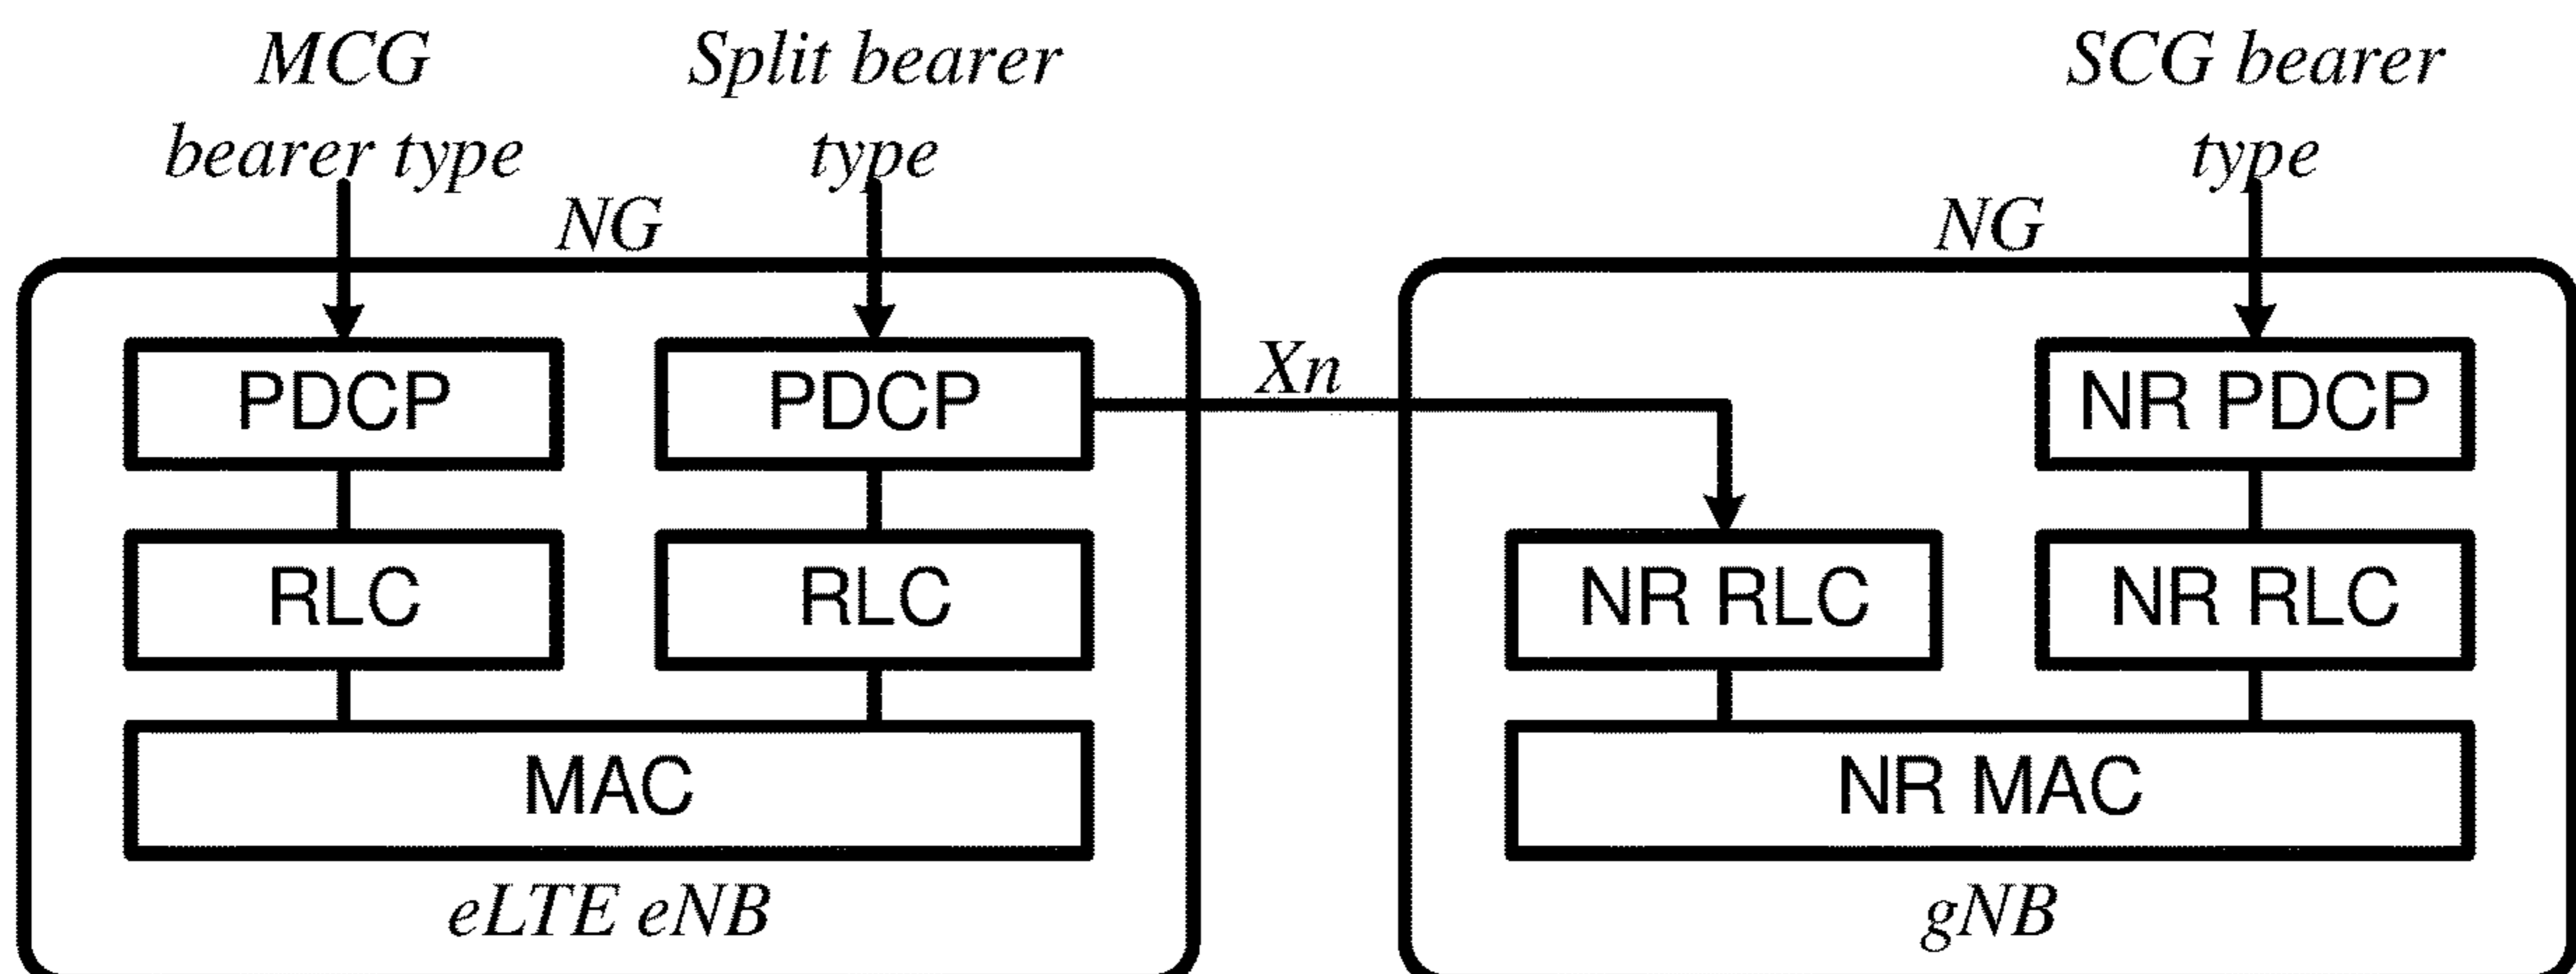 MCG
bearer type
Split bearer
type
SCG bearer
type
NG
NG
Xn
PDCP
PDCP
NR PDCP
RLC
RLC
NR RLC
NR RLC
MAC
NR MAC
eLTE eNB
gNB